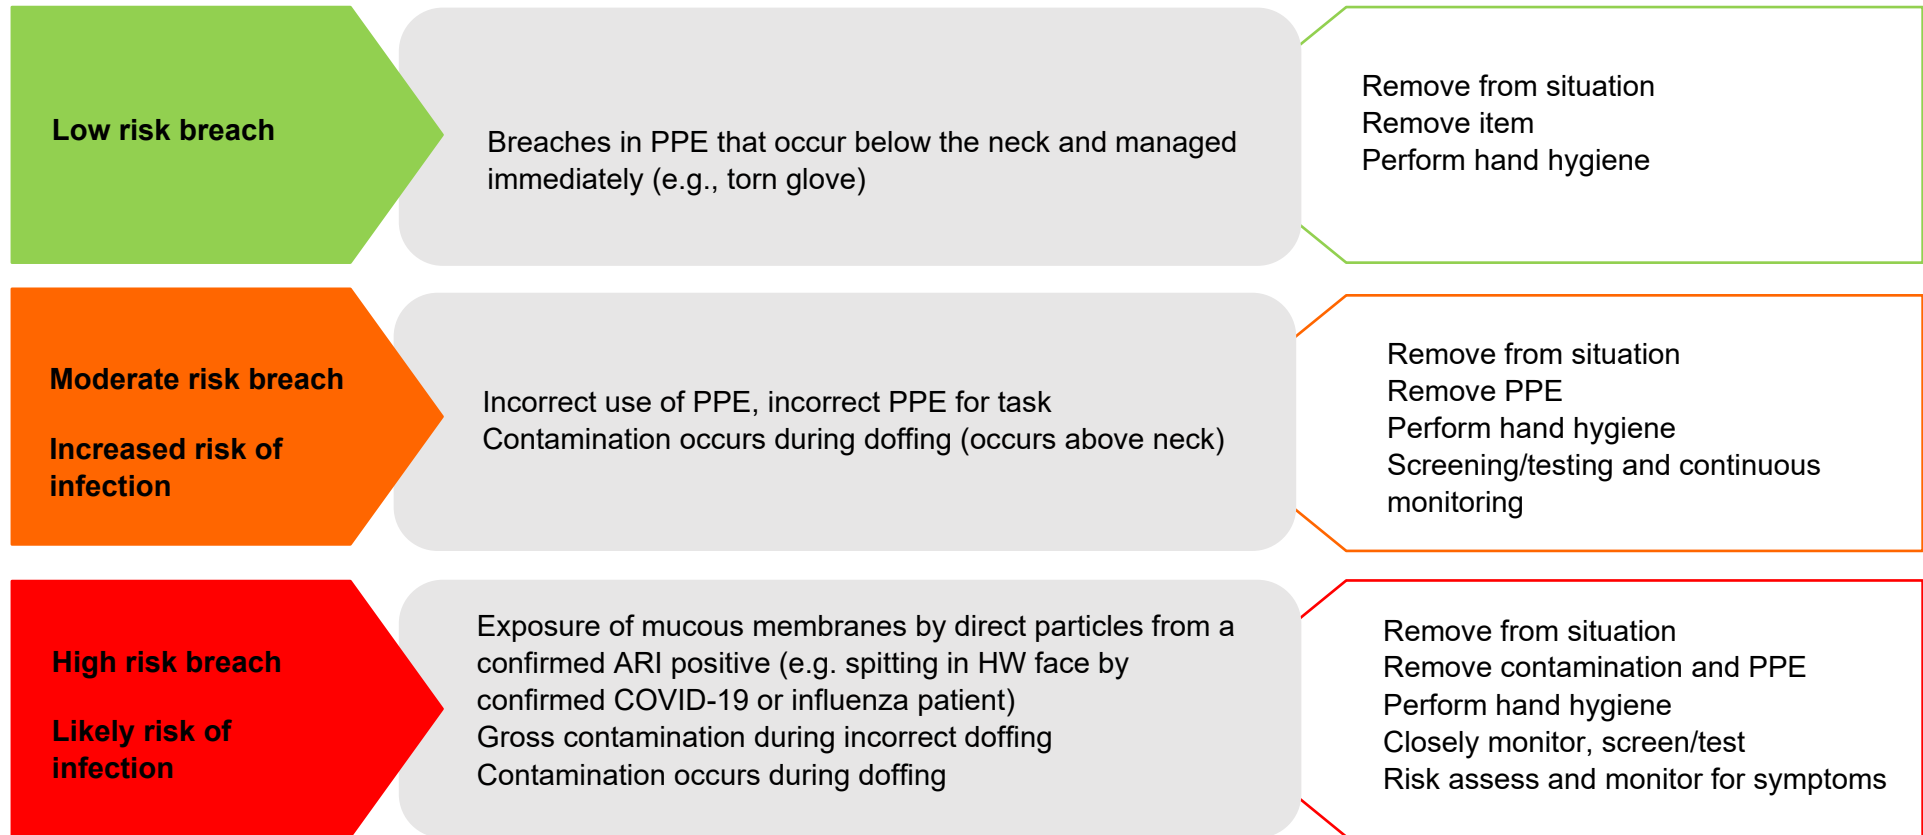 Low risk breach
Breaches in PPE that occur below the neck and managed
immediately (e.g., torn glove)
Remove from situation
Remove item
Perform hand hygiene
Moderate risk breach
Increased risk of
infection
Incorrect use of PPE, incorrect PPE for task
Contamination occurs during doffing (occurs above neck)
Remove from situation
Remove PPE
Perform hand hygiene
Screening/testing and continuous
monitoring
High risk breach
Likely risk of
infection
Exposure of mucous membranes by direct particles from a
confirmed ARI positive (e.g. spitting in HW face by
confirmed COVID-19 or influenza patient)
Gross contamination during incorrect doffing
Contamination occurs during doffing
Remove from situation
Remove contamination and PPE
Perform hand hygiene
Closely monitor, screen/test
Risk assess and monitor for symptoms